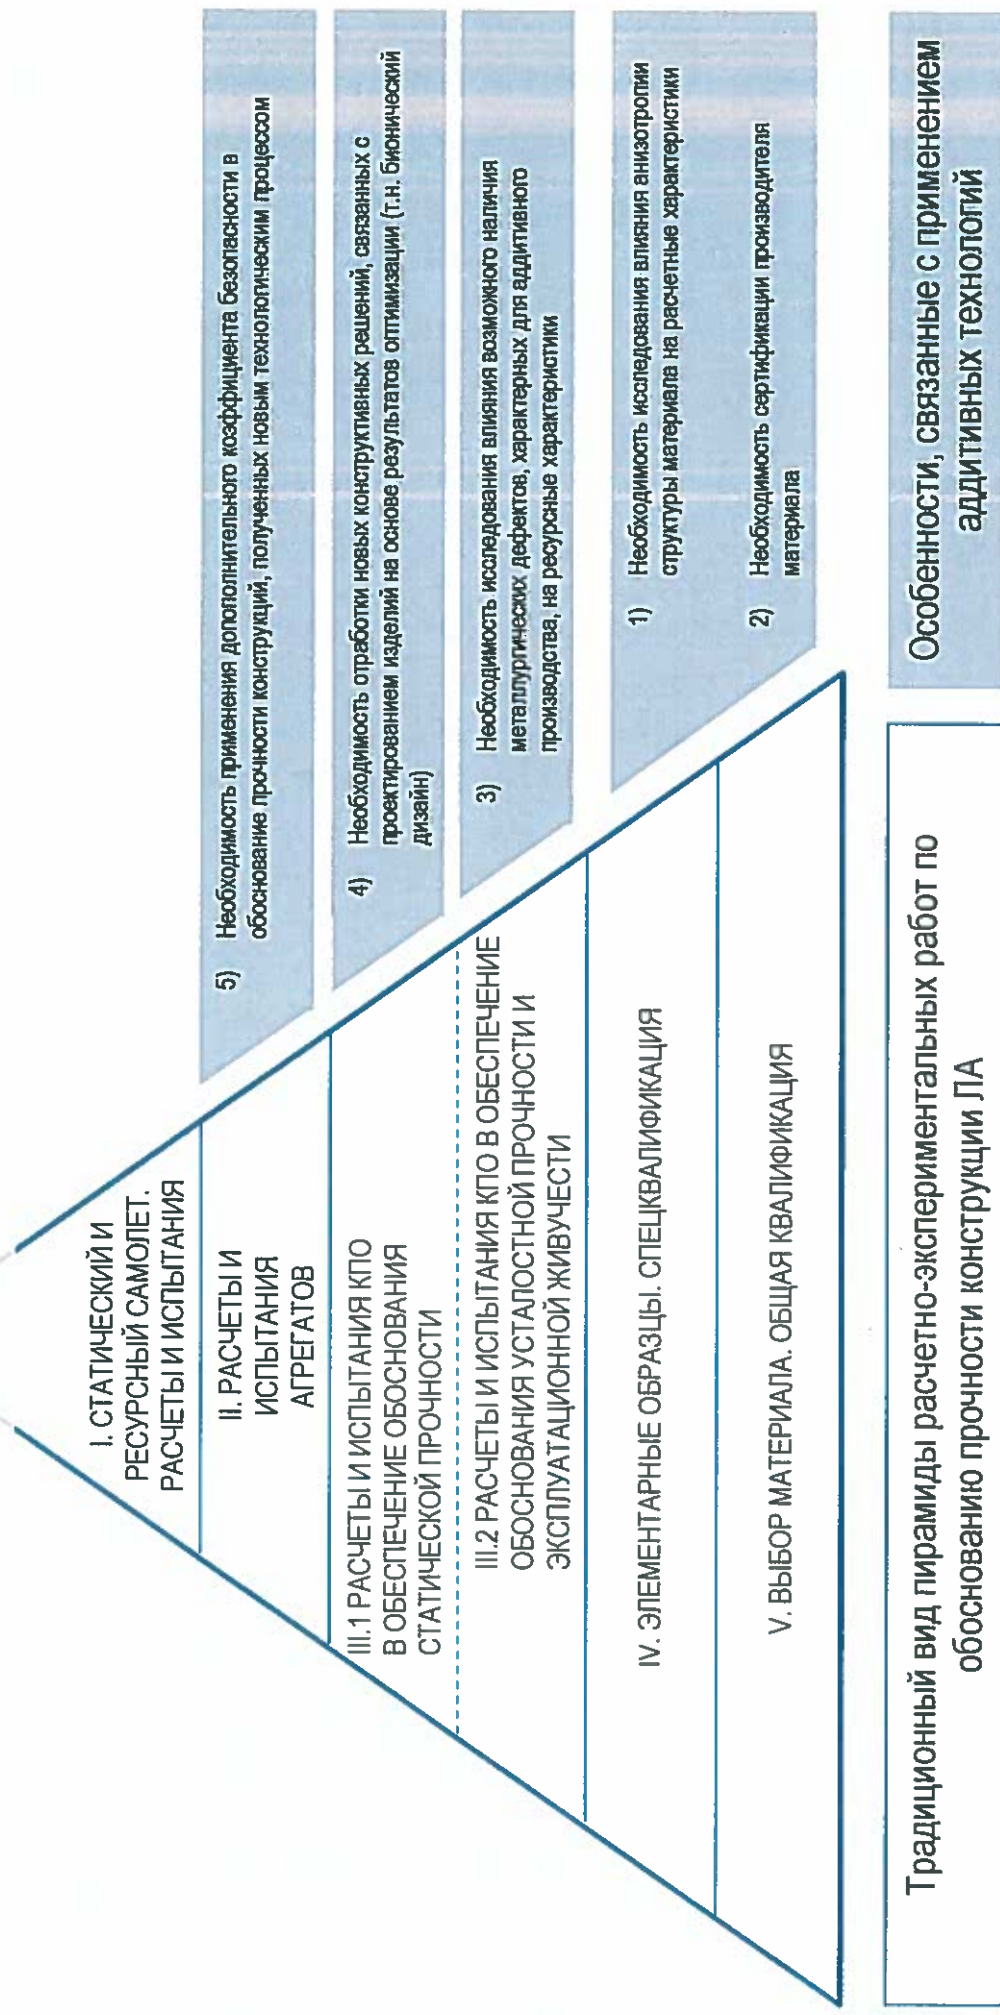 I. СТАТИЧЕСКИЙ И
РЕСУРСНЫЙ САМОЛЕТ.
РАСЧЕТЫ И ИСПЫТАНИЯ
II. РАСЧЕТЫ И
ИСПЫТАНИЯ
АГРЕГАТОВ
III.1 РАСЧЕТЫ И ИСПЫТАНИЯ КПО
В ОБЕСПЕЧЕНИЕ ОБОСНОВАНИЯ
СТАТИЧЕСКОЙ ПРОЧНОСТИ
III.2 РАСЧЕТЫ И ИСПЫТАНИЯ КПО В ОБЕСПЕЧЕНИЕ
ОБОСНОВАНИЯ УСТАЛОСТНОЙ ПРОЧНОСТИ И
ЭКСПЛУАТАЦИОННОЙ ЖИВУЧЕСТИ
IV. ЭЛЕМЕНТАРНЫЕ ОБРАЗЦЫ. СПЕЦКВАЛИФИКАЦИЯ
V. ВЫБОР МАТЕРИАЛА. ОБЩАЯ КВАЛИФИКАЦИЯ
Традиционный вид пирамиды расчетно-экспериментальных работ по
обоснованию прочности конструкции ЛА
5) Необходимость применения допополнительного коэффициента безопасности в
обоснование прочности конструкций, полученных новым технологическим процессом
4) Необходимость отработки новых конструктивных решений, связанных с
проектированием изделий на основе результатов оптимизации (т.н. бионический
дизайн)
3) Необходимость исследования влияния возможного наличия
металлургических дефектов, характерных для аддитивного
производства, на ресурсные характеристики
1) Необходимость исследования влияния анизотропии
структуры материала на расчетные характеристики
2) Необходимость сертификации производителя
материала
Особенности, связанные с применением
аддитивных технологий